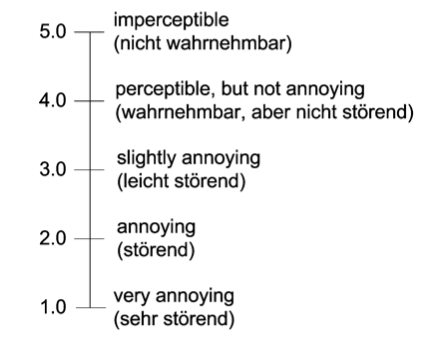 5.0 imperceptible
(nicht wahrnehmbar)
4.0 perceptible, but not annoying
(wahrnehmbar, aber nicht störend)
3.0 slightly annoying
(leicht störend)
2.0 annoying
(störend)
1.0 very annoying
(sehr störend)